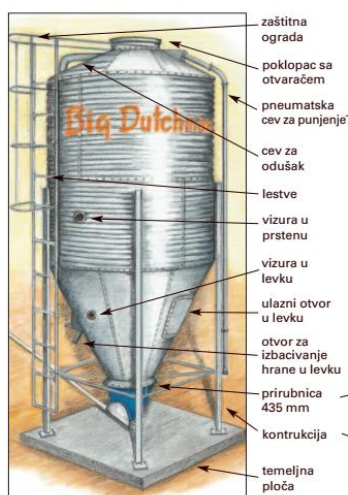 zaštitna
ograda
poklopac sa
otvaračem
pneumatska
cev za punjenje
Big Dutchman
cev za
odušak
lestve
vizura u
prstenu
vizura u
levku
ulazni otvor
u levku
otvor za
izbacivanje
hrane u levku
prirubnica
435 mm
kontrukcija
temeljna
ploča